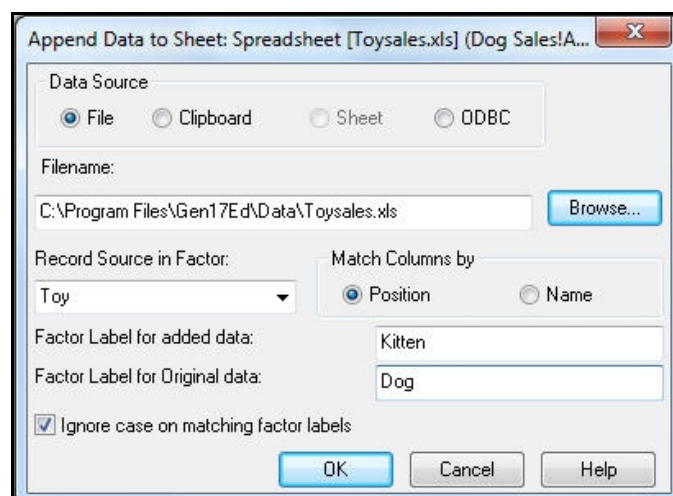 Append Data to Sheet: Spreadsheet [Toysales.xls] (Dog Sales!A...
Data Source
File Clipboard Sheet ODBC
Filename:
C:\Program Files\Gen17Ed\Data\Toysales.xls Browse...
Record Source in Factor: Match Columns by
Toy Position Name
Factor Label for added data: Kitten
Factor Label for Original data: Dog
Ignore case on matching factor labels
OK Cancel Help